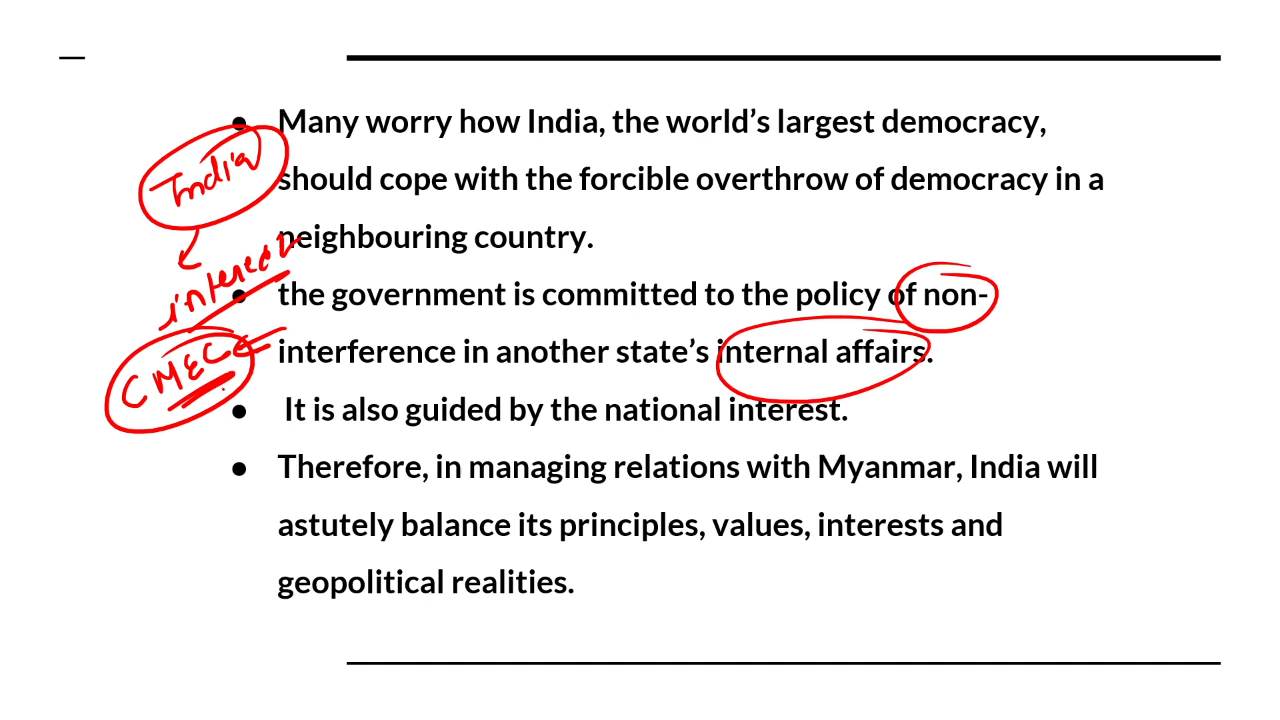 Many worry how India, the world’s largest democracy,
should cope with the forcible overthrow of democracy in a
neighbouring country.
the government is committed to the policy of non-
interference in another state’s internal affairs.
It is also guided by the national interest.
Therefore, in managing relations with Myanmar, India will
astutely balance its principles, values, interests and
geopolitical realities.
India
interest
CMEC